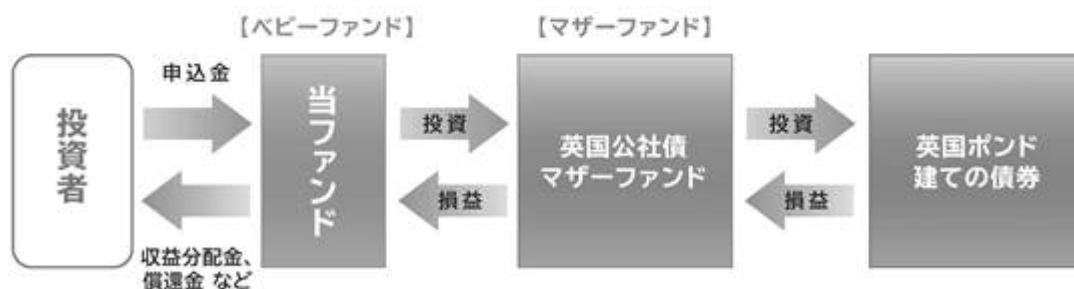 【ベビーファンド】
【マザーファンド】
投資者
申込金
収益分配金、
償還金 など
当ファンド
投資
損益
英国公社債
マザーファンド
投資
損益
英国ポンド
建ての債券